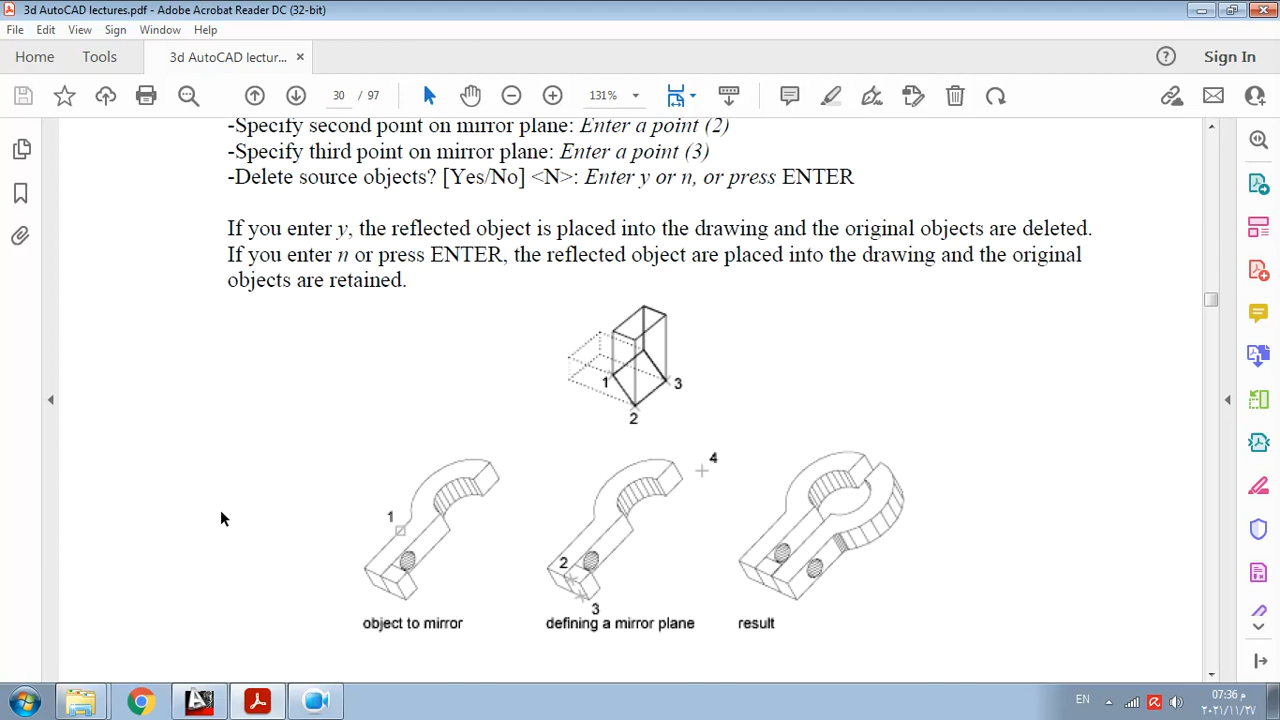 3d AutoCAD lectures.pdf - Adobe Acrobat Reader DC (32-bit)
File Edit View Sign Window Help
Home Tools 3d AutoCAD lectur... × Sign In
30 / 97 131%
-Specify second point on mirror plane: Enter a point (2)
-Specify third point on mirror plane: Enter a point (3)
-Delete source objects? [Yes/No] <N>: Enter y or n, or press ENTER
If you enter y, the reflected object is placed into the drawing and the original objects are deleted.
If you enter n or press ENTER, the reflected object are placed into the drawing and the original
objects are retained.
1
3
2
4
1
2
3
object to mirror
defining a mirror plane
result
EN
07:36 م
٢٠٢١/١١/٢٧